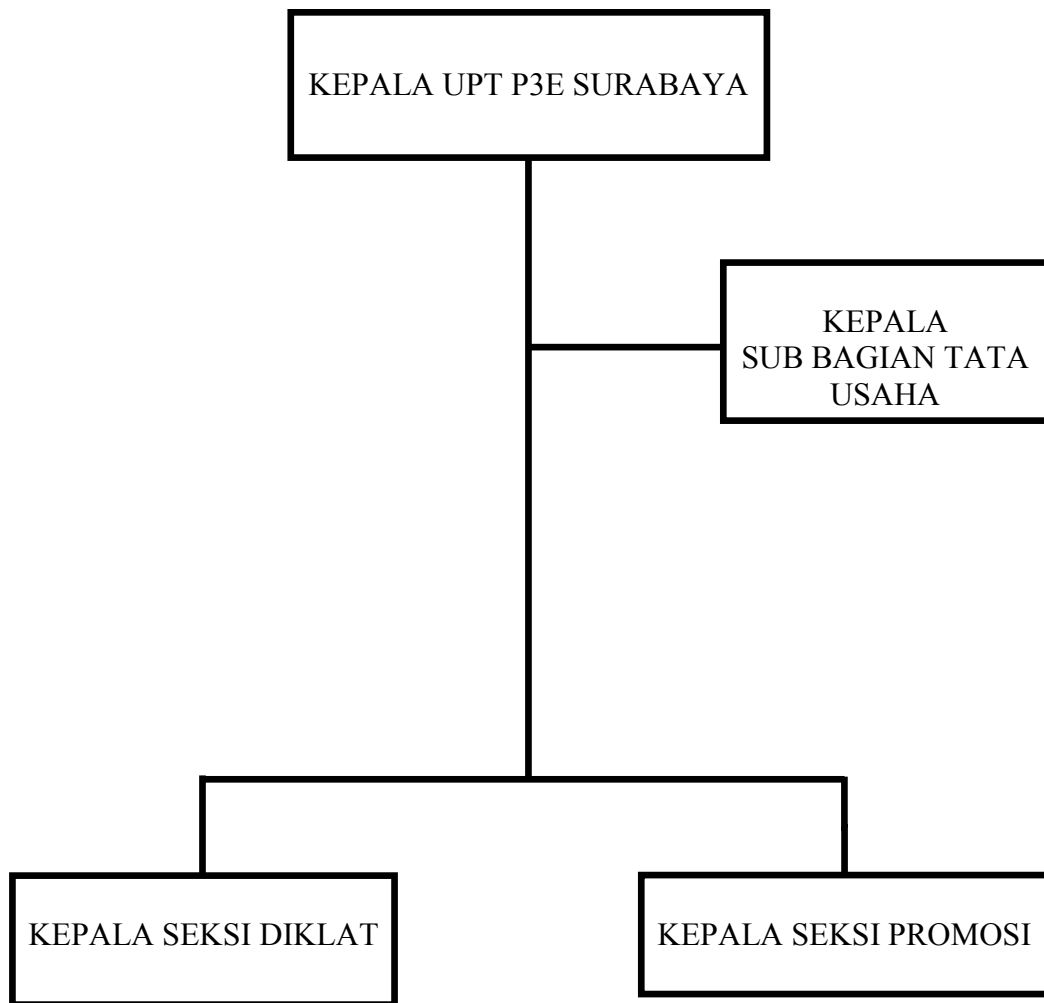 KEPALA UPT P3E SURABAYA
KEPALA
SUB BAGIAN TATA
USAHA
KEPALA SEKSI DIKLAT
KEPALA SEKSI PROMOSI